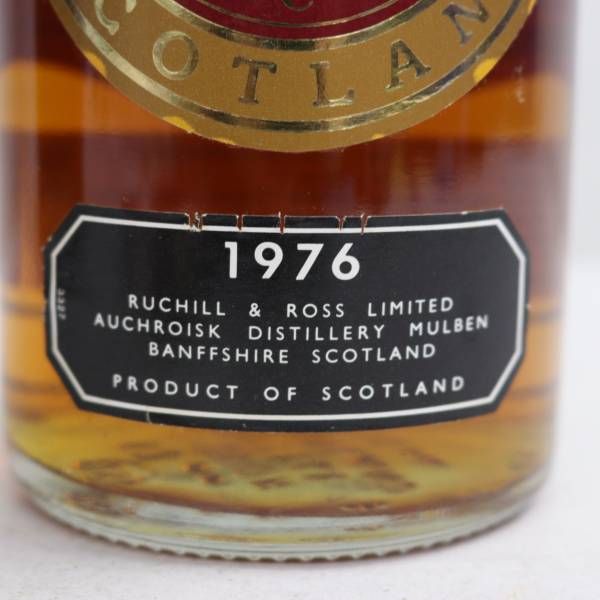 SCOTLAND
1976
RUCHILL & ROSS LIMITED
AUCHROISK DISTILLERY MULBEN
BANFFSHIRE SCOTLAND
PRODUCT OF SCOTLAND